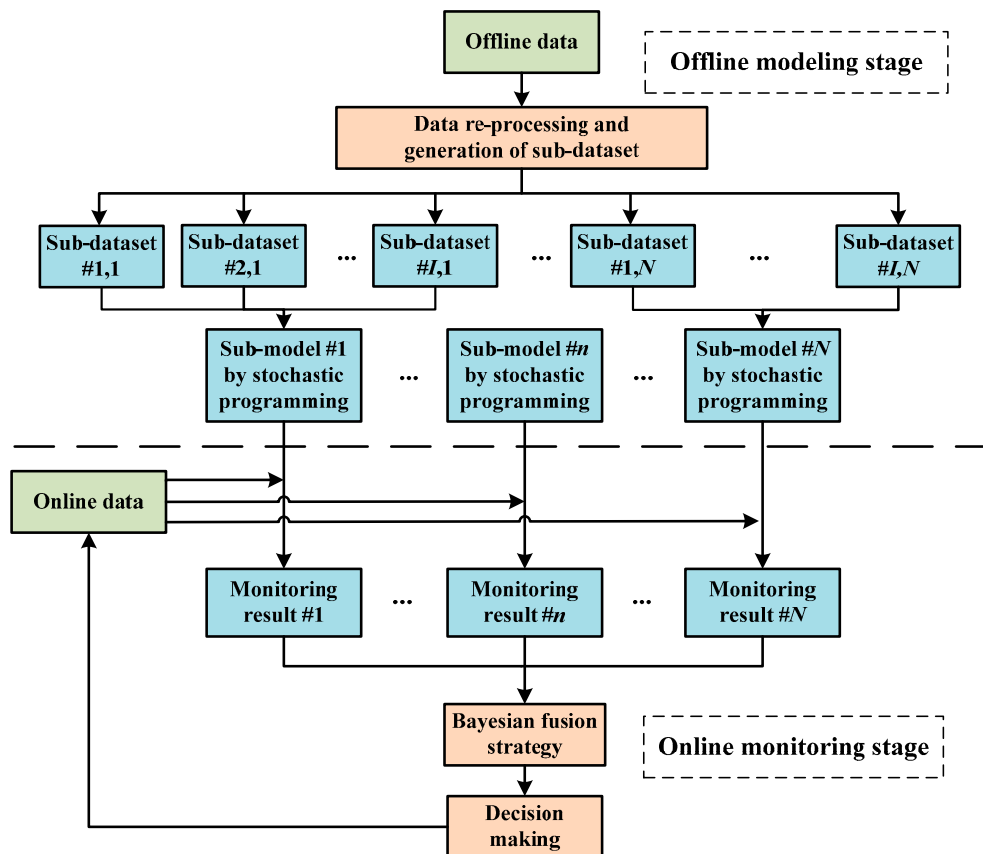 Offline data
Offline modeling stage
Data re-processing and
generation of sub-dataset
Sub-dataset
#1,1
Sub-dataset
#2,1
...
Sub-dataset
#I,1
...
Sub-dataset
#1,N
...
Sub-dataset
#I,N
Sub-model #1
by stochastic
programming
...
Sub-model #n
by stochastic
programming
...
Sub-model #N
by stochastic
programming
Online data
Monitoring
result #1
...
Monitoring
result #n
...
Monitoring
result #N
Bayesian fusion
strategy
Online monitoring stage
Decision
making